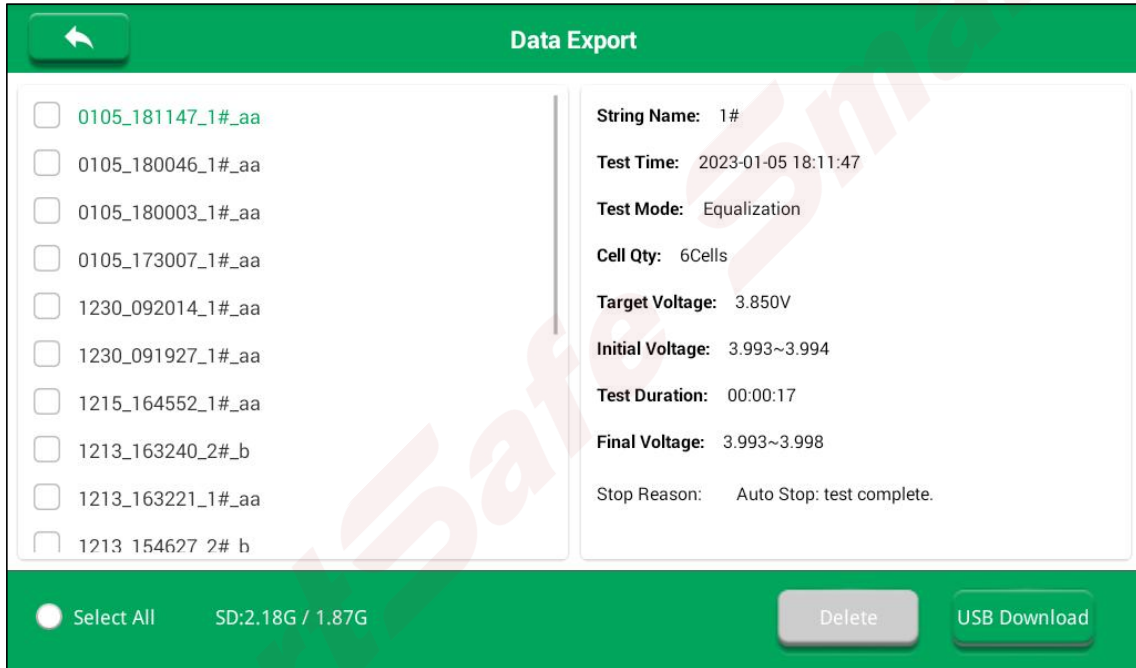 Data Export
0105_181147_1#_aa
0105_180046_1#_aa
0105_180003_1#_aa
0105_173007_1#_aa
1230_092014_1#_aa
1230_091927_1#_aa
1215_164552_1#_aa
1213_163240_2#_b
1213_163221_1#_aa
1213_154627_2#_b
String Name: 1#
Test Time: 2023-01-05 18:11:47
Test Mode: Equalization
Cell Qty: 6Cells
Target Voltage: 3.850V
Initial Voltage: 3.993~3.994
Test Duration: 00:00:17
Final Voltage: 3.993~3.998
Stop Reason: Auto Stop: test complete.
Select All SD:2.18G / 1.87G Delete USB Download
rtSafe Sma